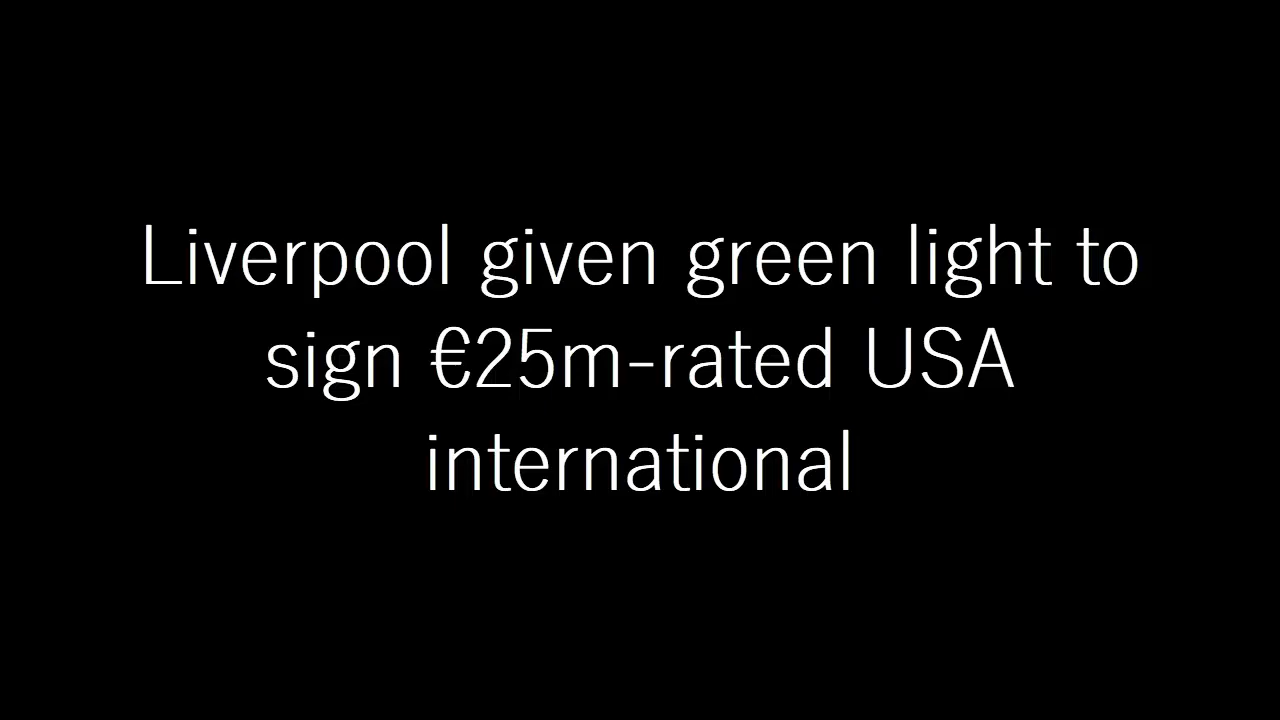 Liverpool given green light to
sign €25m-rated USA
international